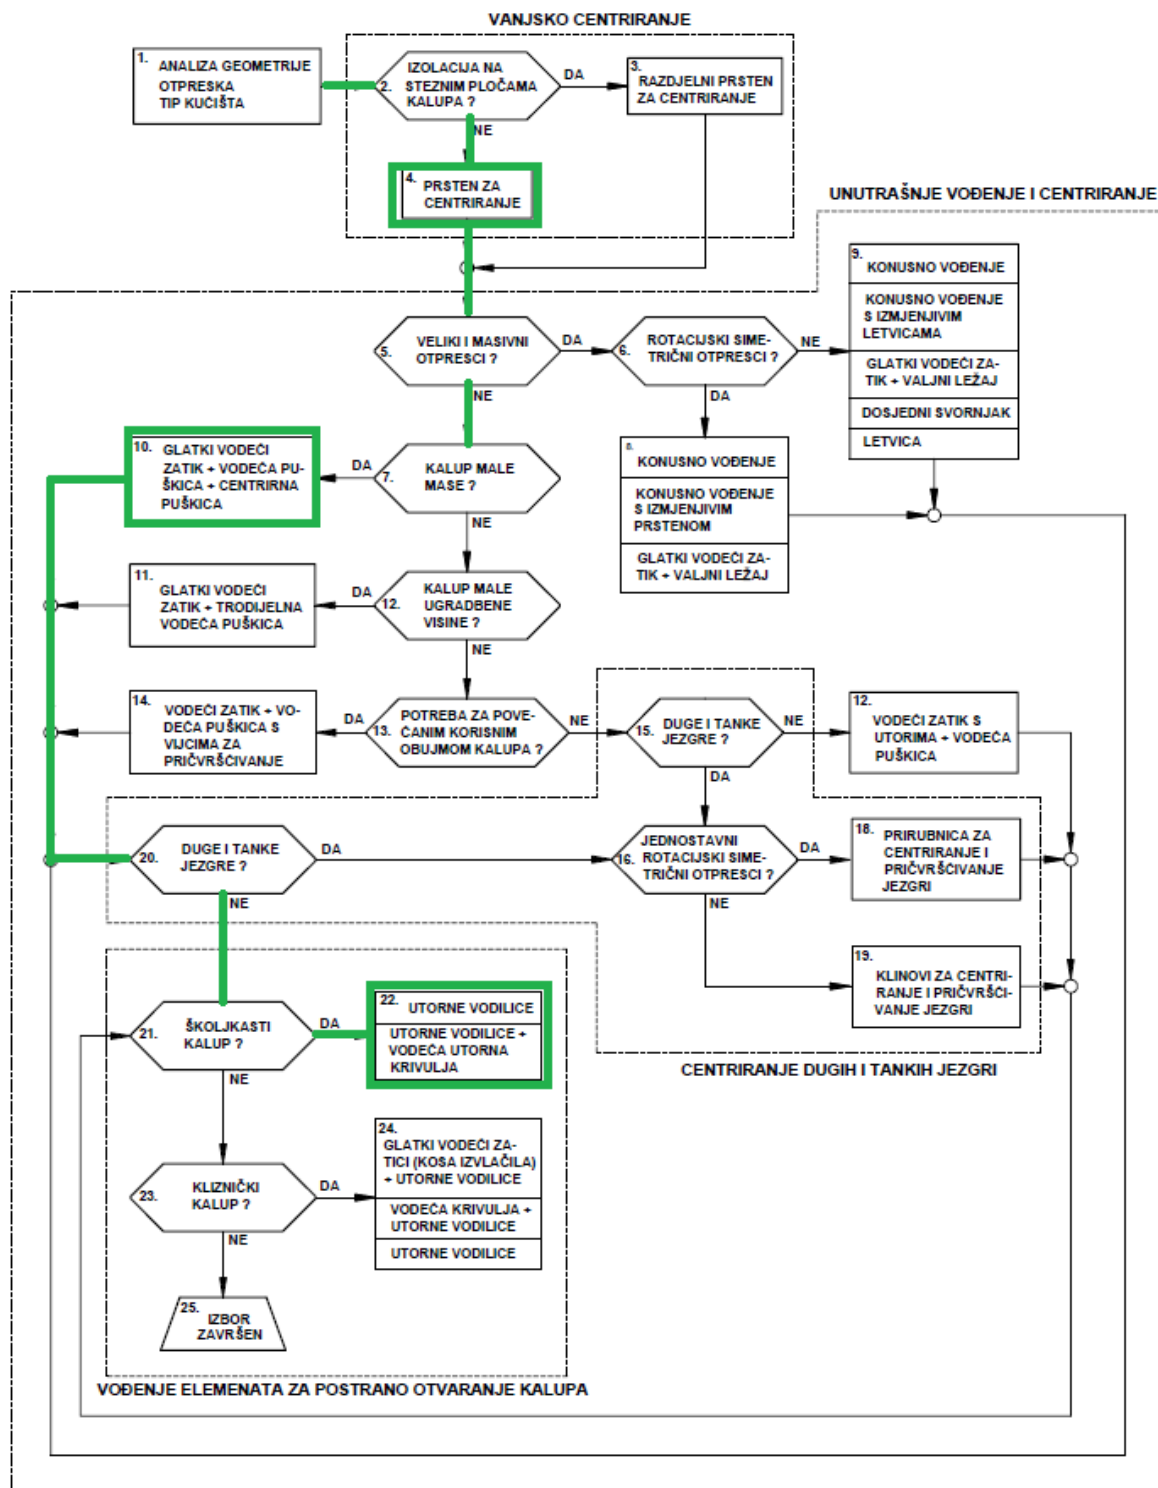 VANJSKO CENTRIRANJE
1. ANALIZA GEOMETRIJE
OTPRESKA
TIP KUĆIŠTA
IZOLACIJA NA
2. STEZNIM PLOČAMA
KALUPA ?
DA
3.
RAZDJELNI PRSTEN
ZA CENTRIRANJE
NE
4. PRSTEN ZA
CENTRIRANJE
UNUTRAŠNJE VOĐENJE I CENTRIRANJE
5. VELIKI I MASIVNI
OTPRESCI ?
DA
NE
6. ROTACIJSKI SIME-
TRIČNI OTPRESCI ?
NE
DA
9.
KONUSNO VOĐENJE
KONUSNO VOĐENJE
S IZMJENJIVIM
LETVICAMA
GLATKI VODEĆI ZA-
TIK + VALJNI LEŽAJ
DOSJEDNI SVORNJAK
LETVICA
10. GLATKI VODEĆI
ZATIK + VODEĆA PU-
ŠKICA + CENTRIRNA
PUŠKICA
DA
7. KALUP MALE
MASE ?
NE
8.
KONUSNO VOĐENJE
KONUSNO VOĐENJE
S IZMJENJIVIM
PRSTENOM
GLATKI VODEĆI ZA-
TIK + VALJNI LEŽAJ
11.
GLATKI VODEĆI
ZATIK + TRODIJELNA
VODEĆA PUŠKICA
DA
KALUP MALE
12. UGRADBENE
VISINE ?
NE
14.
VODEĆI ZATIK + VO-
DEĆA PUŠKICA S
VIJCIMA ZA
PRIČVRŠĆIVANJE
DA
POTREBA ZA POVE-
13. ĆANIM KORISNIM
OBUJMOM KALUPA ?
NE
15. DUGE I TANKE
JEZGRE ?
NE
DA
12.
VODEĆI ZATIK S
UTORIMA + VODEĆA
PUŠKICA
20. DUGE I TANKE
JEZGRE ?
DA
NE
JEDNOSTAVNI
16. ROTACIJSKI SIME-
TRIČNI OTPRESCI ?
DA
NE
18. PRIRUBNICA ZA
CENTRIRANJE I
PRIČVRŠĆIVANJE
JEZGRI
19.
KLINOVI ZA CENTRI-
RANJE I PRIČVRŠĆI-
VANJE JEZGRI
CENTRIRANJE DUGIH I TANKIH JEZGRI
21. ŠKOLJKASTI
KALUP ?
DA
NE
22. UTORNE VODILICE
UTORNE VODILICE +
VODEĆA UTORNA
KRIVULJA
23. KLIZNIČKI
KALUP ?
DA
NE
24.
GLATKI VODEĆI ZA-
TICI (KOSA IZVLAČILA)
+ UTORNE VODILICE
VODEĆA KRIVULJA +
UTORNE VODILICE
UTORNE VODILICE
25. IZBOR
ZAVRŠEN
VOĐENJE ELEMENATA ZA POSTRANO OTVARANJE KALUPA